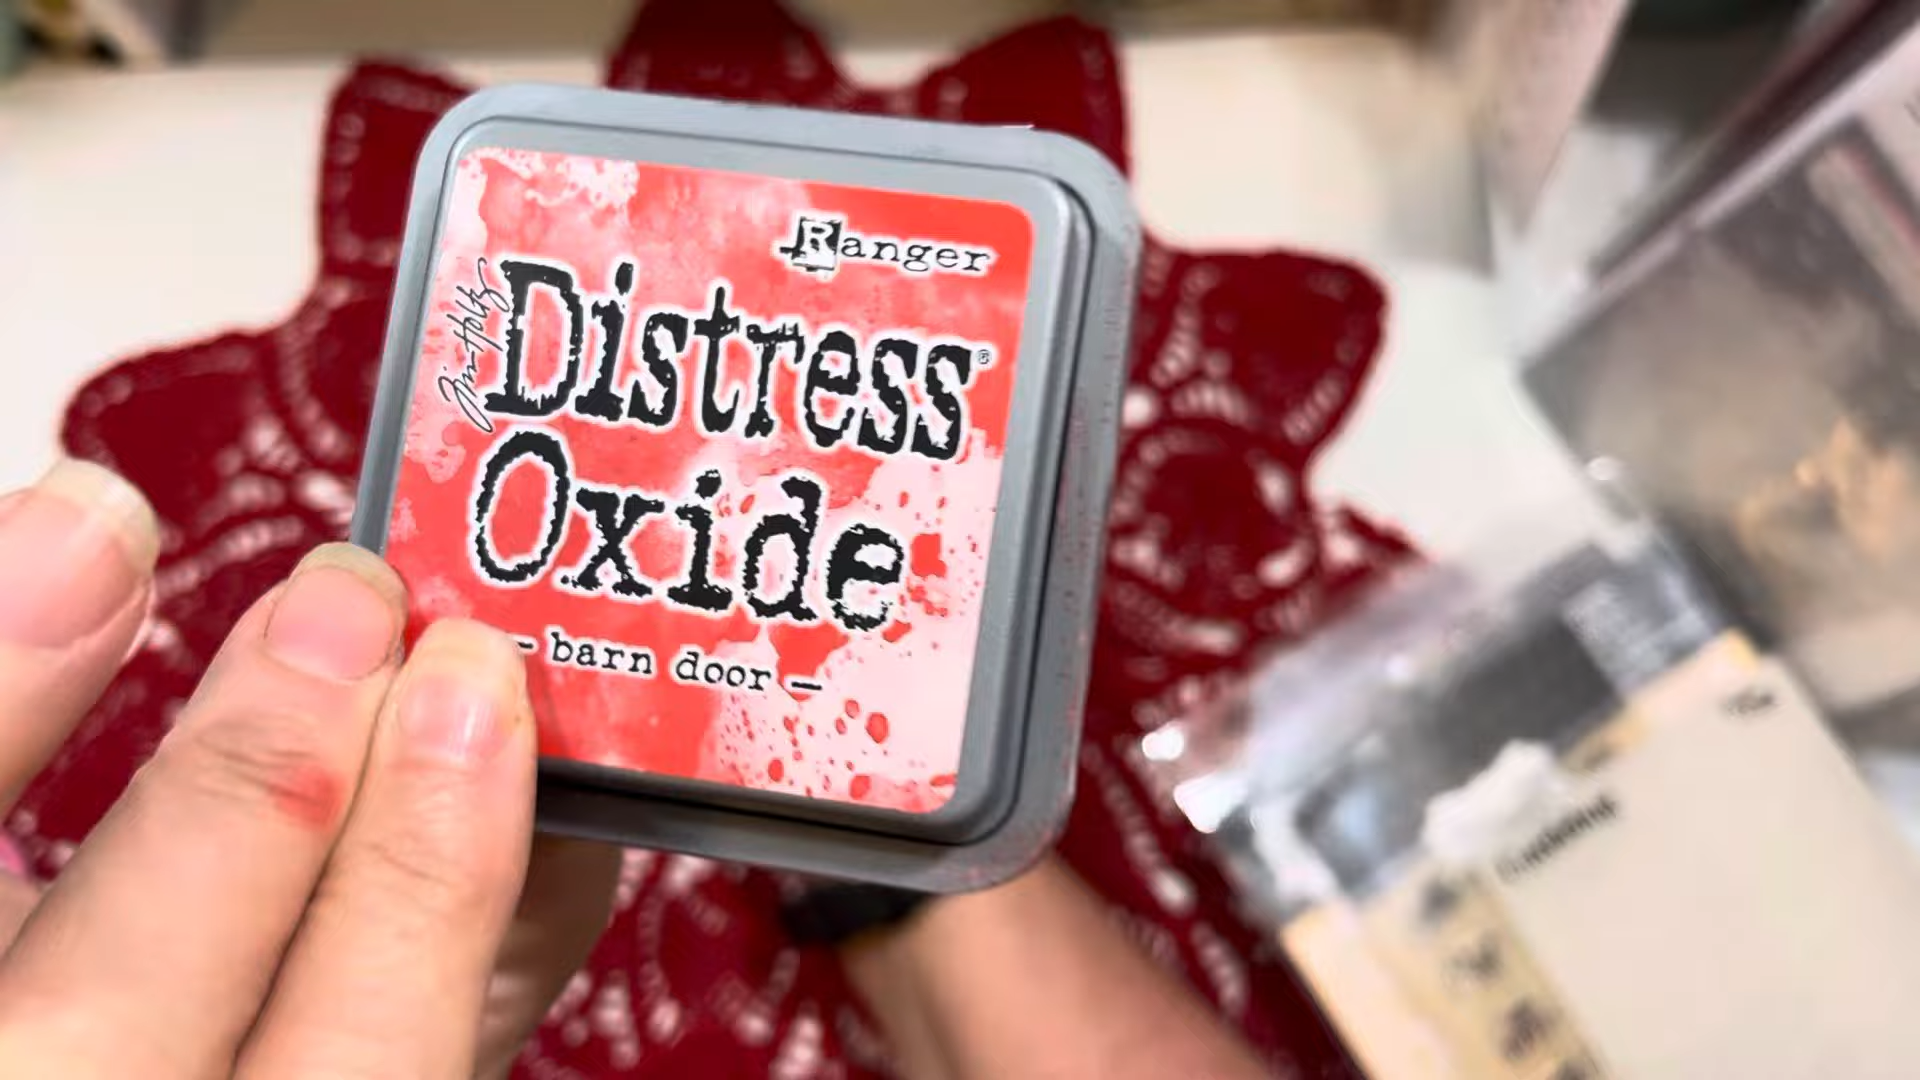 Ranger
Tim Holtz
Distress®
Oxide
- barn door -